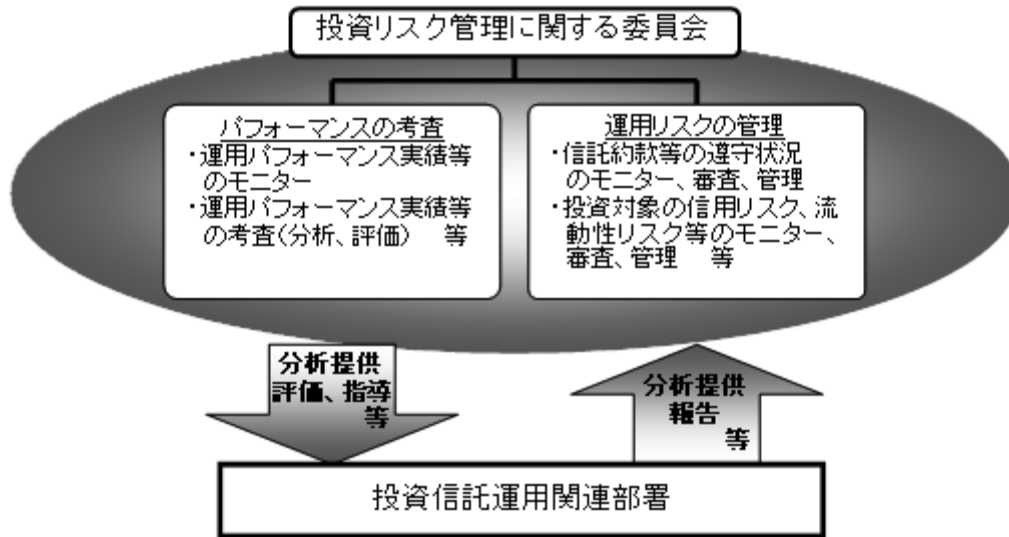 投資リスク管理に関する委員会
パフォーマンスの考査
・運用パフォーマンス実績等
のモニター
・運用パフォーマンス実績等
の考査(分析、評価) 等
運用リスクの管理
・信託約款等の遵守状況
のモニター、審査、管理
・投資対象の信用リスク、流
動性リスク等のモニター、
審査、管理 等
分析提供
評価、指導
等
分析提供
報告
等
投資信託運用関連部署